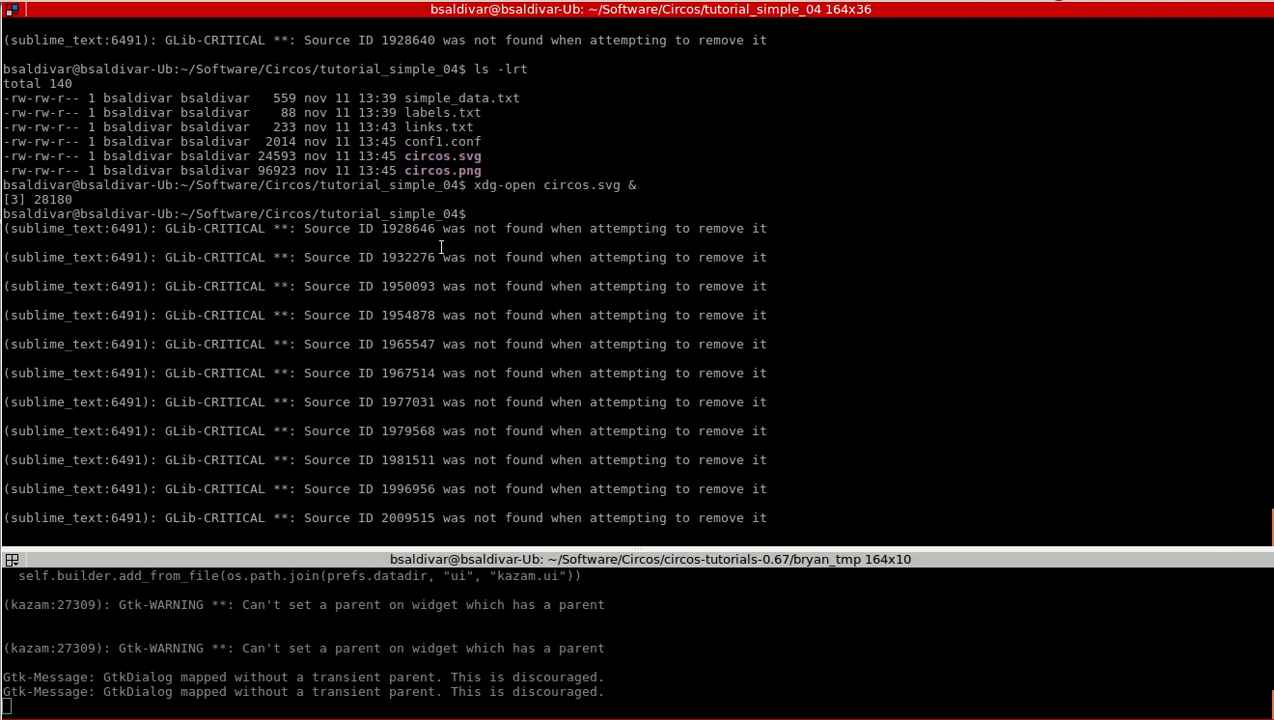 bsaldivar@bsaldivar-Ub: ~/Software/Circos/tutorial_simple_04 164x36
(sublime_text:6491): GLib-CRITICAL **: Source ID 1928640 was not found when attempting to remove it
bsaldivar@bsaldivar-Ub:~/Software/Circos/tutorial_simple_04$ ls -lrt
total 140
-rw-rw-r-- 1 bsaldivar bsaldivar   559 nov 11 13:39 simple_data.txt
-rw-rw-r-- 1 bsaldivar bsaldivar    88 nov 11 13:39 labels.txt
-rw-rw-r-- 1 bsaldivar bsaldivar   233 nov 11 13:43 links.txt
-rw-rw-r-- 1 bsaldivar bsaldivar  2014 nov 11 13:45 conf1.conf
-rw-rw-r-- 1 bsaldivar bsaldivar 24593 nov 11 13:45 circos.svg
-rw-rw-r-- 1 bsaldivar bsaldivar 96923 nov 11 13:45 circos.png
bsaldivar@bsaldivar-Ub:~/Software/Circos/tutorial_simple_04$ xdg-open circos.svg &
[3] 28180
bsaldivar@bsaldivar-Ub:~/Software/Circos/tutorial_simple_04$
(sublime_text:6491): GLib-CRITICAL **: Source ID 1928646 was not found when attempting to remove it
(sublime_text:6491): GLib-CRITICAL **: Source ID 1932276 was not found when attempting to remove it
(sublime_text:6491): GLib-CRITICAL **: Source ID 1950093 was not found when attempting to remove it
(sublime_text:6491): GLib-CRITICAL **: Source ID 1954878 was not found when attempting to remove it
(sublime_text:6491): GLib-CRITICAL **: Source ID 1965547 was not found when attempting to remove it
(sublime_text:6491): GLib-CRITICAL **: Source ID 1967514 was not found when attempting to remove it
(sublime_text:6491): GLib-CRITICAL **: Source ID 1977031 was not found when attempting to remove it
(sublime_text:6491): GLib-CRITICAL **: Source ID 1979568 was not found when attempting to remove it
(sublime_text:6491): GLib-CRITICAL **: Source ID 1981511 was not found when attempting to remove it
(sublime_text:6491): GLib-CRITICAL **: Source ID 1996956 was not found when attempting to remove it
(sublime_text:6491): GLib-CRITICAL **: Source ID 2009515 was not found when attempting to remove it
bsaldivar@bsaldivar-Ub: ~/Software/Circos/circos-tutorials-0.67/bryan_tmp 164x10
self.builder.add_from_file(os.path.join(prefs.datadir, "ui", "kazam.ui"))
(kazam:27309): Gtk-WARNING **: Can't set a parent on widget which has a parent
(kazam:27309): Gtk-WARNING **: Can't set a parent on widget which has a parent
Gtk-Message: GtkDialog mapped without a transient parent. This is discouraged.
Gtk-Message: GtkDialog mapped without a transient parent. This is discouraged.